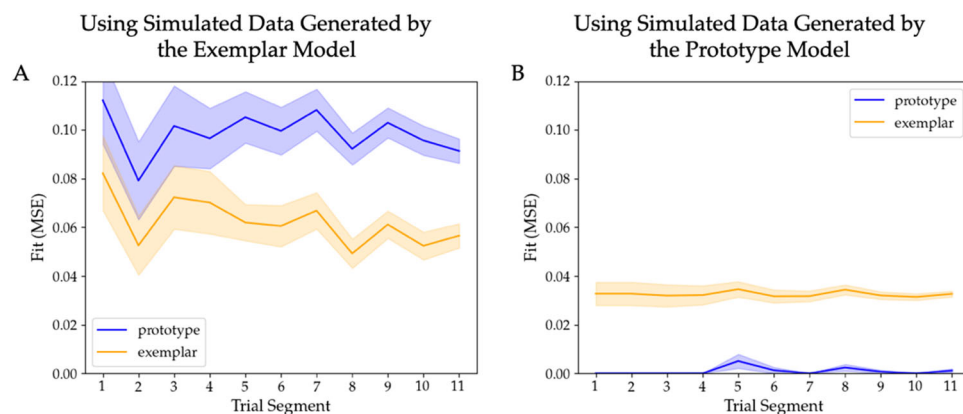 Using Simulated Data Generated by
the Exemplar Model
Using Simulated Data Generated by
the Prototype Model
A
0.12
0.10
0.08
0.06
0.04
0.02
0.00
Fit (MSE)
prototype
exemplar
1 2 3 4 5 6 7 8 9 10 11
Trial Segment
B
0.12
0.10
0.08
0.06
0.04
0.02
0.00
Fit (MSE)
prototype
exemplar
1 2 3 4 5 6 7 8 9 10 11
Trial Segment